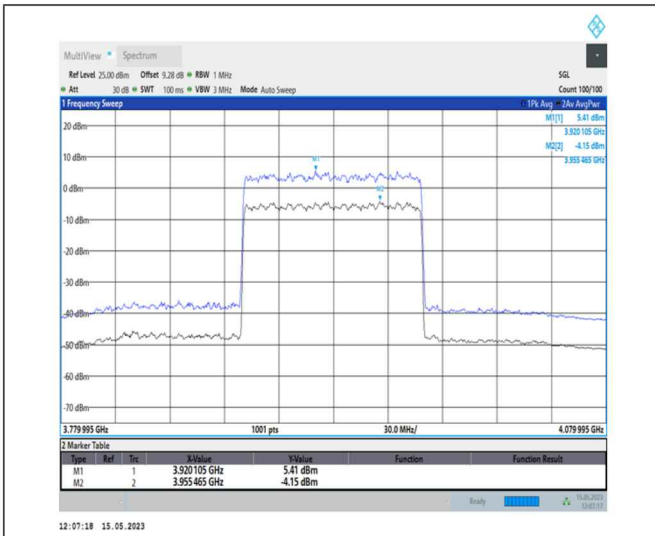 MultiView Spectrum
Ref Level 25.00 dBm Offset 9.28 dB RBW 1 MHz SGL
Att 30 dB SWT 100 ms VBW 3 MHz Mode Auto Sweep Count 100/100
1 Frequency Sweep 1Pk Avg 2Av AvgPwr
M1[1] 5.41 dBm
3.920 105 GHz
M2[2] -4.15 dBm
3.955 465 GHz
20 dBm
10 dBm
M1
0 dBm
M2
-10 dBm
-20 dBm
-30 dBm
-40 dBm
-50 dBm
-60 dBm
-70 dBm
3.779 995 GHz 1001 pts 30.0 MHz/ 4.079 995 GHz
2 Marker Table
Type Ref Trc X-Value Y-Value Function Function Result
M1 1 3.920105 GHz 5.41 dBm
M2 2 3.955 465 GHz -4.15 dBm
Ready 15.05.2023
12:07:17
12:07:18 15.05.2023